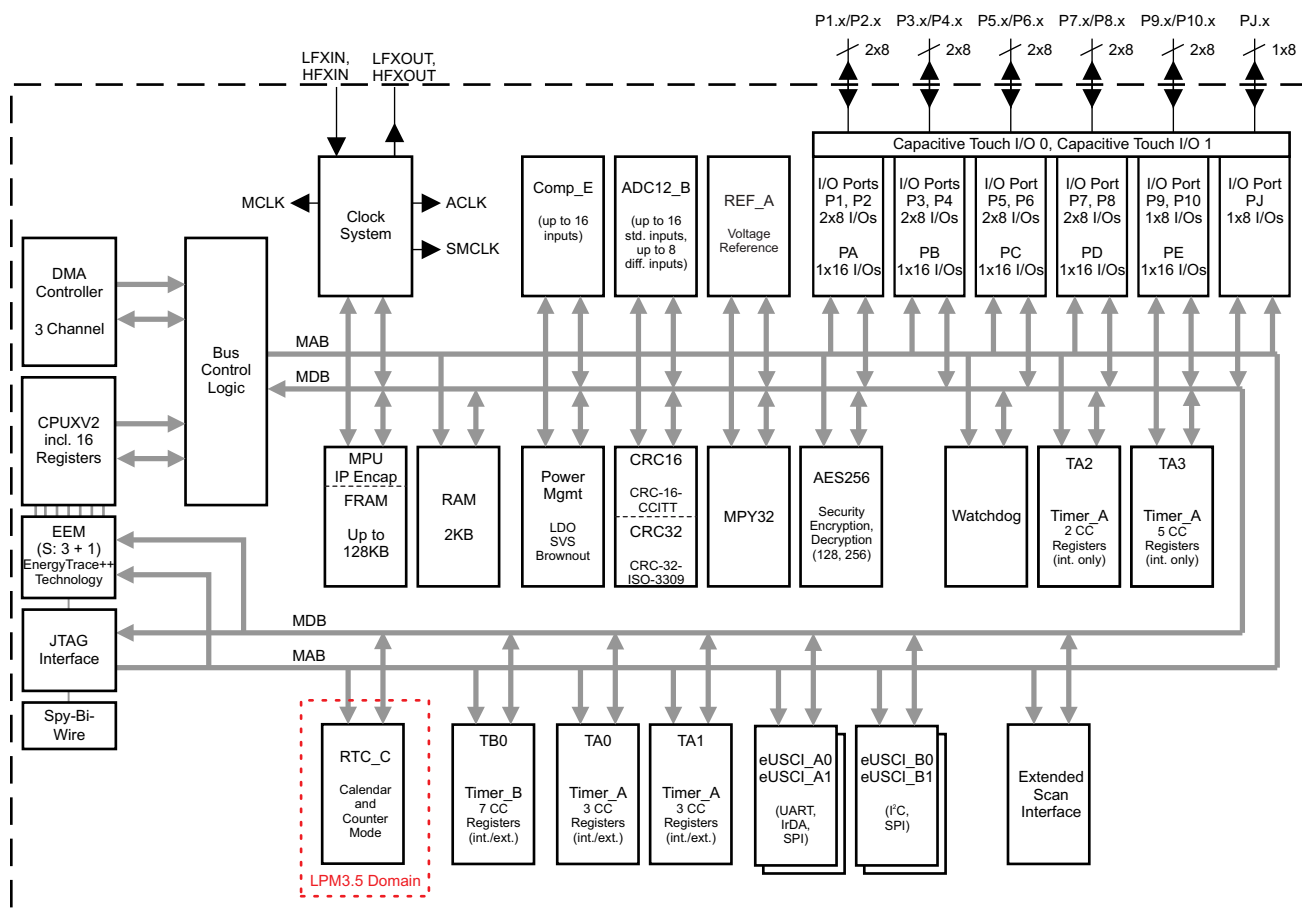 P1.x/P2.x
P3.x/P4.x
P5.x/P6.x
P7.x/P8.x
P9.x/P10.x
PJ.x
2x8
2x8
2x8
2x8
2x8
1x8
LFXIN,
HFXIN
LFXOUT,
HFXOUT
Capacitive Touch I/O 0, Capacitive Touch I/O 1
MCLK
Clock
System
ACLK
SMCLK
Comp_E
(up to 16
inputs)
ADC12_B
(up to 16
std. inputs,
up to 8
diff. inputs)
REF_A
Voltage
Reference
I/O Ports
P1, P2
2x8 I/Os
PA
1x16 I/Os
I/O Ports
P3, P4
2x8 I/Os
PB
1x16 I/Os
I/O Port
P5, P6
2x8 I/Os
PC
1x16 I/Os
I/O Port
P7, P8
2x8 I/Os
PD
1x16 I/Os
I/O Port
P9, P10
1x8 I/Os
PE
1x16 I/Os
I/O Port
PJ
1x8 I/Os
DMA
Controller
3 Channel
Bus
Control
Logic
MAB
MDB
CPUXV2
incl. 16
Registers
MPU
IP Encap
FRAM
Up to
128KB
RAM
2KB
Power
Mgmt
LDO
SVS
Brownout
CRC16
CRC-16-
CCITT
CRC32
CRC-32-
ISO-3309
MPY32
AES256
Security
Encryption,
Decryption
(128, 256)
Watchdog
TA2
Timer_A
2 CC
Registers
(int. only)
TA3
Timer_A
5 CC
Registers
(int. only)
EEM
(S: 3 + 1)
EnergyTrace++
Technology
MDB
MAB
JTAG
Interface
Spy-Bi-
Wire
RTC_C
Calendar
and
Counter
Mode
LPM3.5 Domain
TB0
Timer_B
7 CC
Registers
(int./ext.)
TA0
Timer_A
3 CC
Registers
(int./ext.)
TA1
Timer_A
3 CC
Registers
(int./ext.)
eUSCI_A0
eUSCI_A1
(UART,
IrDA,
SPI)
eUSCI_B0
eUSCI_B1
(I²C,
SPI)
Extended
Scan
Interface